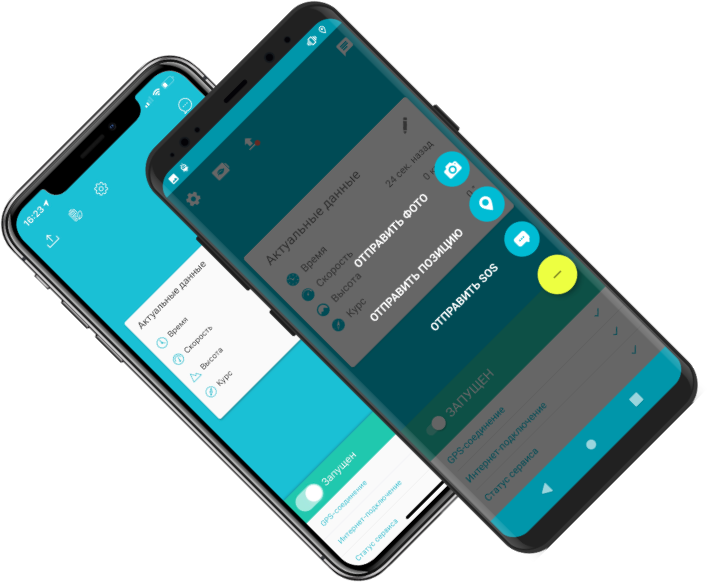 16:23
Актуальные данные
Время
Скорость
Высота
Курс
Запущен
GPS-соединение
Интернет-подключение
Статус сервиса
Актуальные данные
Время
24 сек. назад
Скорость
0
Высота
Курс
ОТПРАВИТЬ ФОТО
ОТПРАВИТЬ ПОЗИЦИЮ
ОТПРАВИТЬ SOS
ЗАПУЩЕН
GPS-соединение
Интернет-подключение
Статус сервиса